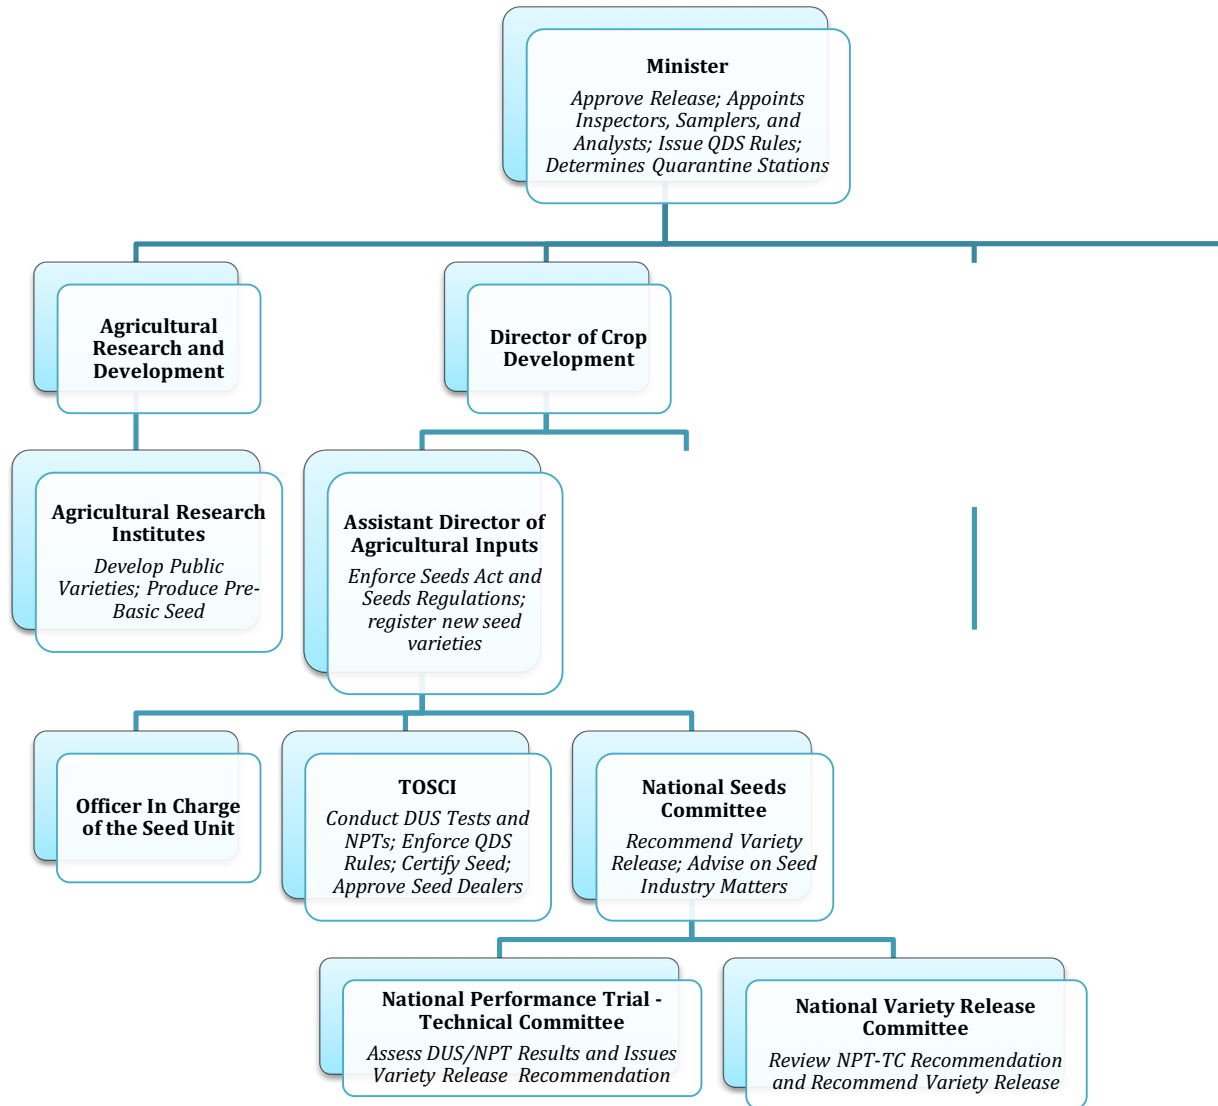 Minister
Approve Release; Appoints
Inspectors, Samplers, and
Analysts; Issue QDS Rules;
Determines Quarantine Stations
Agricultural
Research and
Development
Director of Crop
Development
Agricultural Research
Institutes
Develop Public
Varieties; Produce Pre-
Basic Seed
Assistant Director of
Agricultural Inputs
Enforce Seeds Act and
Seeds Regulations;
register new seed
varieties
Officer In Charge
of the Seed Unit
TOSCI
Conduct DUS Tests and
NPTs; Enforce QDS
Rules; Certify Seed;
Approve Seed Dealers
National Seeds
Committee
Recommend Variety
Release; Advise on Seed
Industry Matters
National Performance Trial -
Technical Committee
Assess DUS/NPT Results and Issues
Variety Release Recommendation
National Variety Release
Committee
Review NPT-TC Recommendation
and Recommend Variety Release